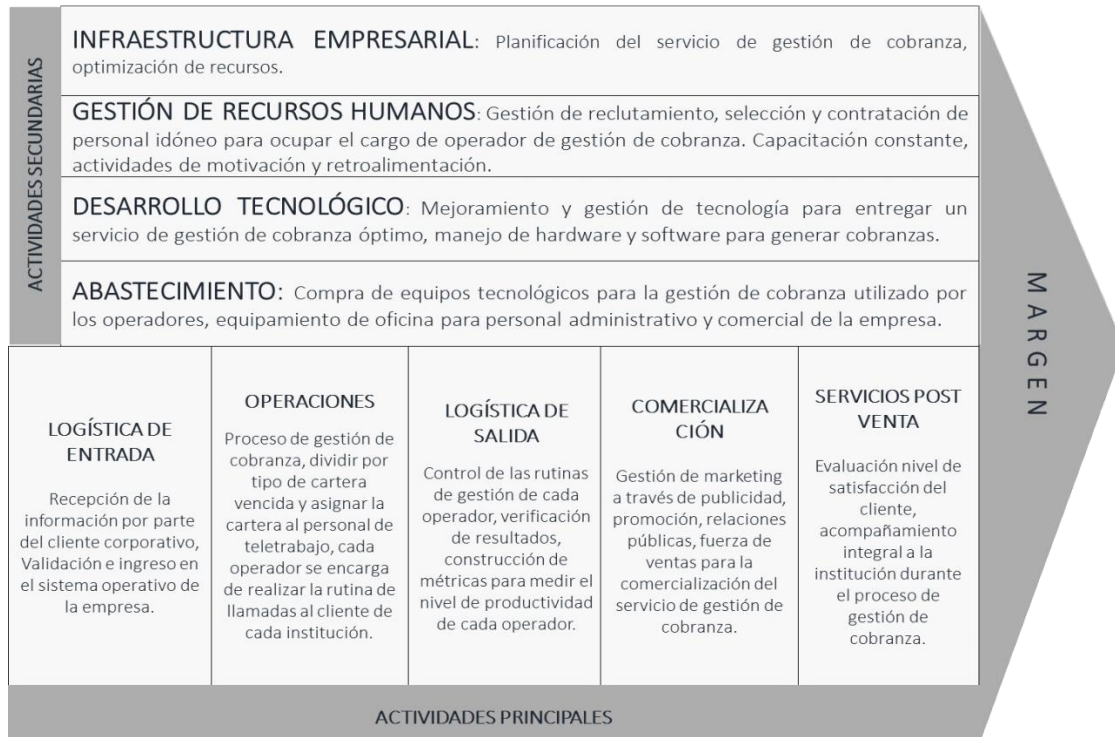 ACTIVIDADES SECUNDARIAS
INFRAESTRUCTURA EMPRESARIAL: Planificación del servicio de gestión de cobranza,
optimización de recursos.
GESTIÓN DE RECURSOS HUMANOS: Gestión de reclutamiento, selección y contratación de
personal idóneo para ocupar el cargo de operador de gestión de cobranza. Capacitación constante,
actividades de motivación y retroalimentación.
DESARROLLO TECNOLÓGICO: Mejoramiento y gestión de tecnología para entregar un
servicio de gestión de cobranza óptimo, manejo de hardware y software para generar cobranzas.
ABASTECIMIENTO: Compra de equipos tecnológicos para la gestión de cobranza utilizado por
los operadores, equipamiento de oficina para personal administrativo y comercial de la empresa.
LOGÍSTICA DE
ENTRADA
Recepción de la
información por parte
del cliente corporativo,
Validación e ingreso en
el sistema operativo de
la empresa.
OPERACIONES
Proceso de gestión de
cobranza, dividir por
tipo de cartera
vencida y asignar la
cartera al personal de
teletrabajo, cada
operador se encarga
de realizar la rutina de
llamadas al cliente de
cada institución.
LOGÍSTICA DE
SALIDA
Control de las rutinas
de gestión de cada
operador, verificación
de resultados,
construcción de
métricas para medir el
nivel de productividad
de cada operador.
COMERCIALIZA
CIÓN
Gestión de marketing
a través de publicidad,
promoción, relaciones
públicas, fuerza de
ventas para la
comercialización del
servicio de gestión de
cobranza.
SERVICIOS POST
VENTA
Evaluación nivel de
satisfacción del
cliente,
acompañamiento
integral a la
institución durante
el proceso de
gestión de
cobranza.
MARGEN
ACTIVIDADES PRINCIPALES